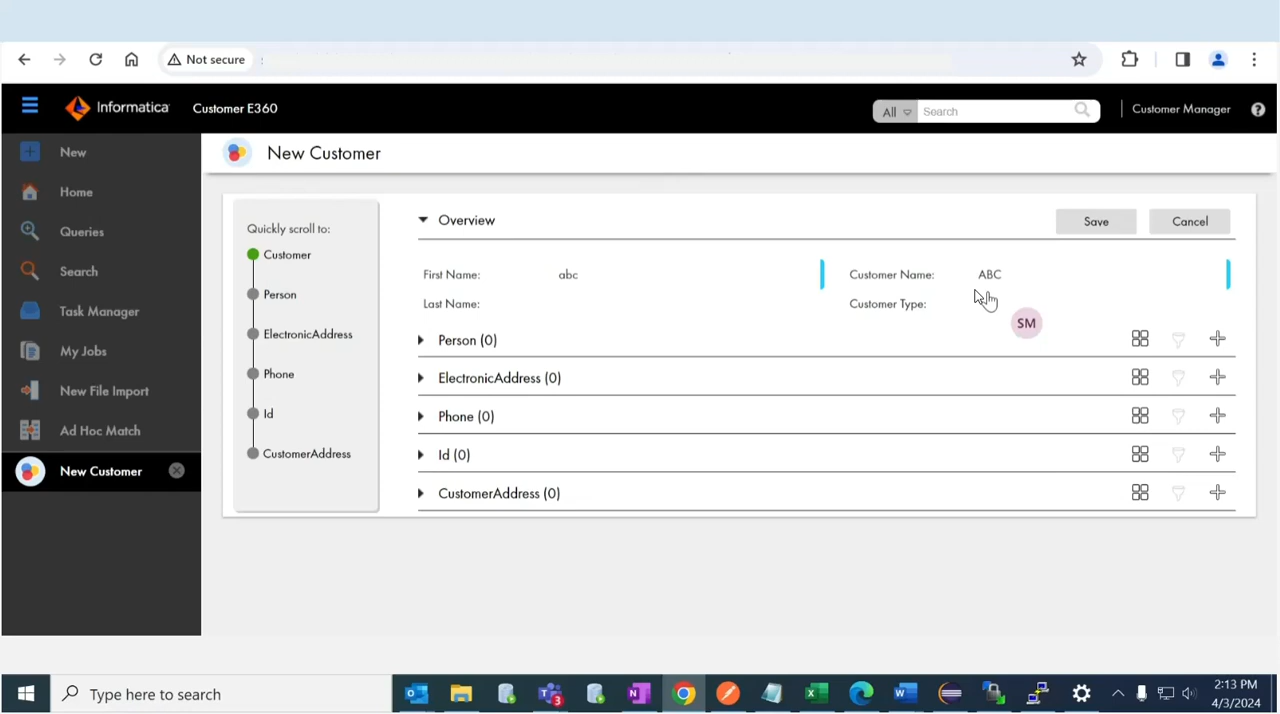 Not secure
Informatica
Customer E360
All
Search
Customer Manager
?
New
Home
Queries
Search
Task Manager
My Jobs
New File Import
Ad Hoc Match
New Customer
New Customer
Quickly scroll to:
Customer
Person
ElectronicAddress
Phone
Id
CustomerAddress
Overview
Save
Cancel
First Name: abc
Customer Name: ABC
Last Name:
Customer Type:
SM
Person (0)
ElectronicAddress (0)
Phone (0)
Id (0)
CustomerAddress (0)
Type here to search
3
2:13 PM
4/3/2024